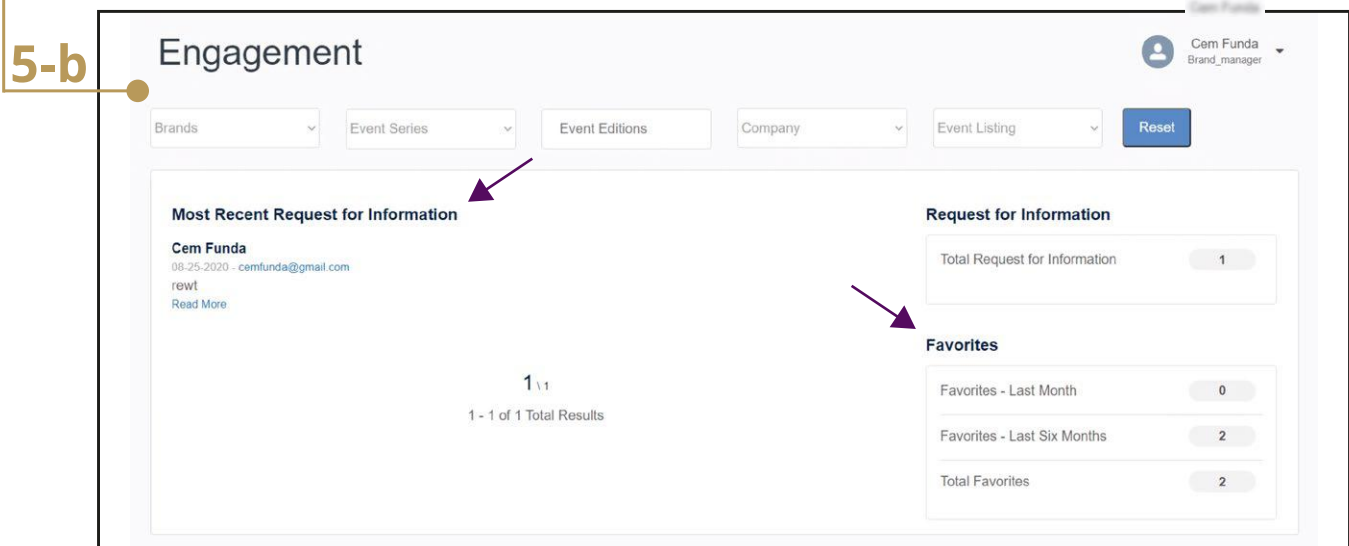 Cem Funda
5-b
Engagement
Cem Funda
Brand_manager
Brands
Event Series
Event Editions
Company
Event Listing
Reset
Most Recent Request for Information
Cem Funda
08-25-2020 - cemfunda@gmail.com
rewt
Read More
1 \ 1
1 - 1 of 1 Total Results
Request for Information
Total Request for Information 1
Favorites
Favorites - Last Month 0
Favorites - Last Six Months 2
Total Favorites 2